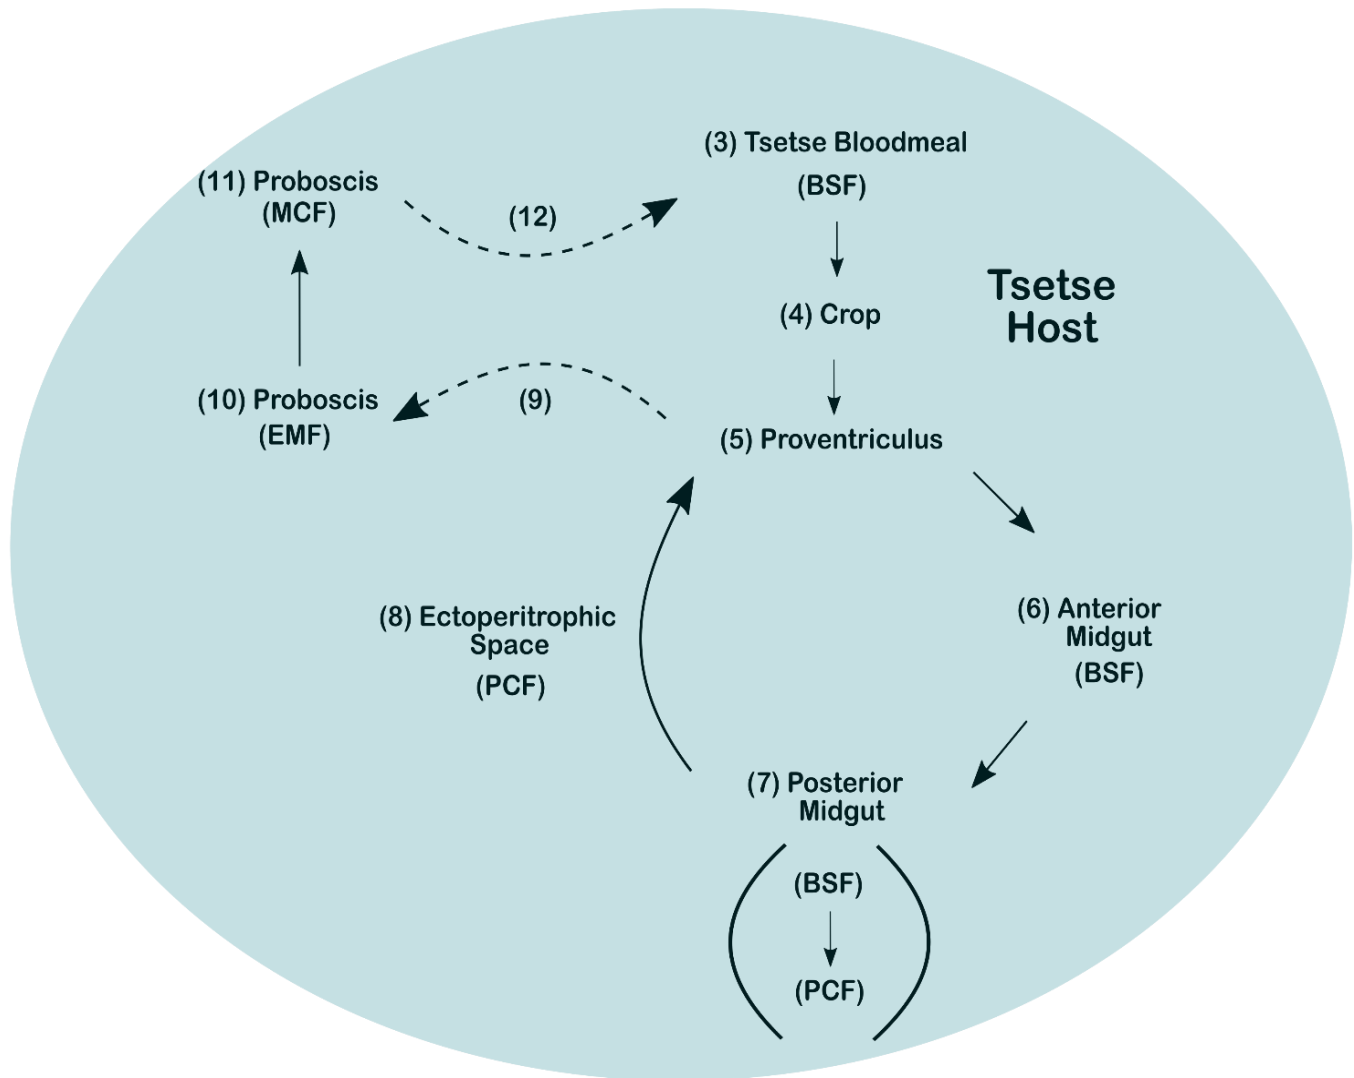 (3) Tsetse Bloodmeal
(BSF)
(11) Proboscis
(MCF)
(12)
(4) Crop
Tsetse
Host
(10) Proboscis
(EMF)
(9)
(5) Proventriculus
(8) Ectoperitrophic
Space
(PCF)
(6) Anterior
Midgut
(BSF)
(7) Posterior
Midgut
(BSF)
(PCF)